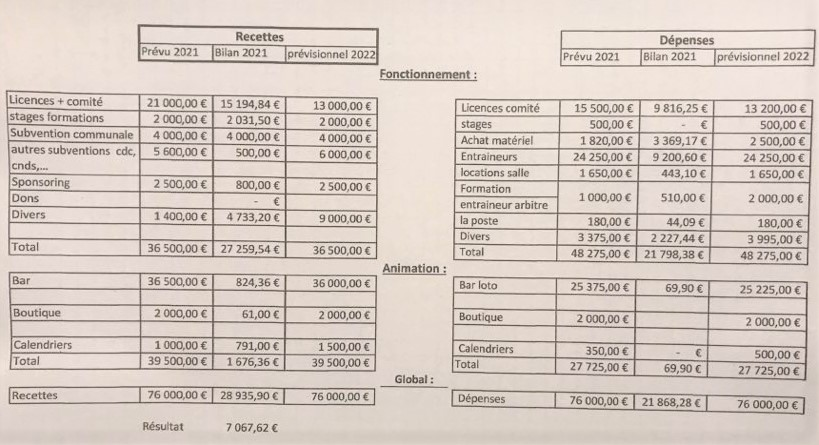 Recettes
Prévu 2021 Bilan 2021 prévisionnel 2022
Dépenses
Prévu 2021 Bilan 2021 prévisionnel 2022
Fonctionnement :
Licences + comité 21 000,00 € 15 194,84 € 13 000,00 €
stages formations 2 000,00 € 2 031,50 € 2 000,00 €
Subvention communale 4 000,00 € 4 000,00 € 4 000,00 €
autres subventions cdc, 5 600,00 € 500,00 € 6 000,00 €
cnds,...
Sponsoring 2 500,00 € 800,00 € 2 500,00 €
Dons - €
Divers 1 400,00 € 4 733,20 € 9 000,00 €
Total 36 500,00 € 27 259,54 € 36 500,00 €
Licences comité 15 500,00 € 9 816,25 € 13 200,00 €
stages 500,00 € - € 500,00 €
Achat matériel 1 820,00 € 3 369,17 € 2 500,00 €
Entraineurs 24 250,00 € 9 200,60 € 24 250,00 €
locations salle 1 650,00 € 443,10 € 1 650,00 €
Formation
entraineur arbitre 1 000,00 € 510,00 € 2 000,00 €
la poste 180,00 € 44,09 € 180,00 €
Divers 3 375,00 € 2 227,44 € 3 995,00 €
Total 48 275,00 € 21 798,38 € 48 275,00 €
Animation :
Bar 36 500,00 € 824,36 € 36 000,00 €
Boutique 2 000,00 € 61,00 € 2 000,00 €
Calendriers 1 000,00 € 791,00 € 1 500,00 €
Total 39 500,00 € 1 676,36 € 39 500,00 €
Bar loto 25 375,00 € 69,90 € 25 225,00 €
Boutique 2 000,00 € 2 000,00 €
Calendriers 350,00 € - € 500,00 €
Total 27 725,00 € 69,90 € 27 725,00 €
Global :
Recettes 76 000,00 € 28 935,90 € 76 000,00 €
Dépenses 76 000,00 € 21 868,28 € 76 000,00 €
Résultat 7 067,62 €